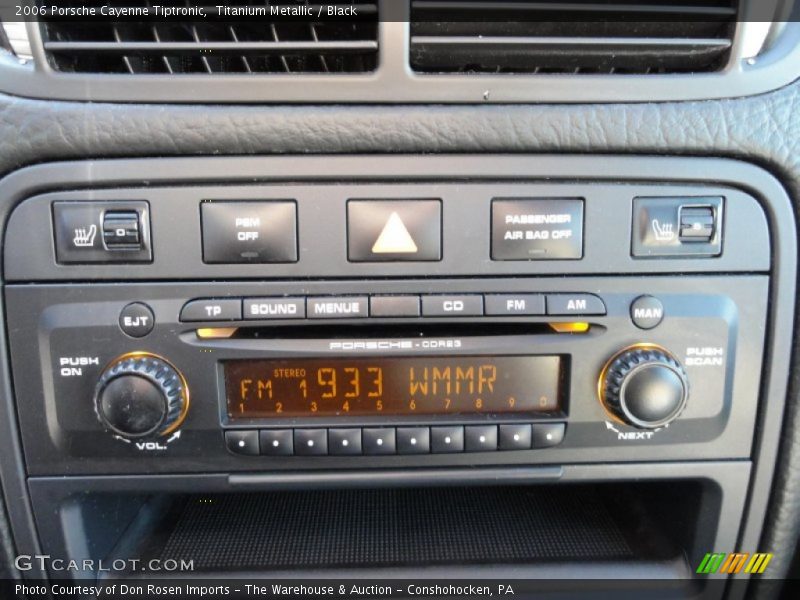 2006 Porsche Cayenne Tiptronic,  Titanium Metallic / Black
PSM OFF
PASSENGER AIR BAG OFF
TP SOUND MENUE CD FM AM
EJT
MAN
PORSCHE-CDR23
PUSH ON
PUSH SCAN
STEREO
FM 1 933 WMMR
1 2 3 4 5 6 7 8 9 0
VOL.
NEXT
GTCARLOT.COM
Photo Courtesy of Don Rosen Imports - The Warehouse & Auction - Conshohocken, PA